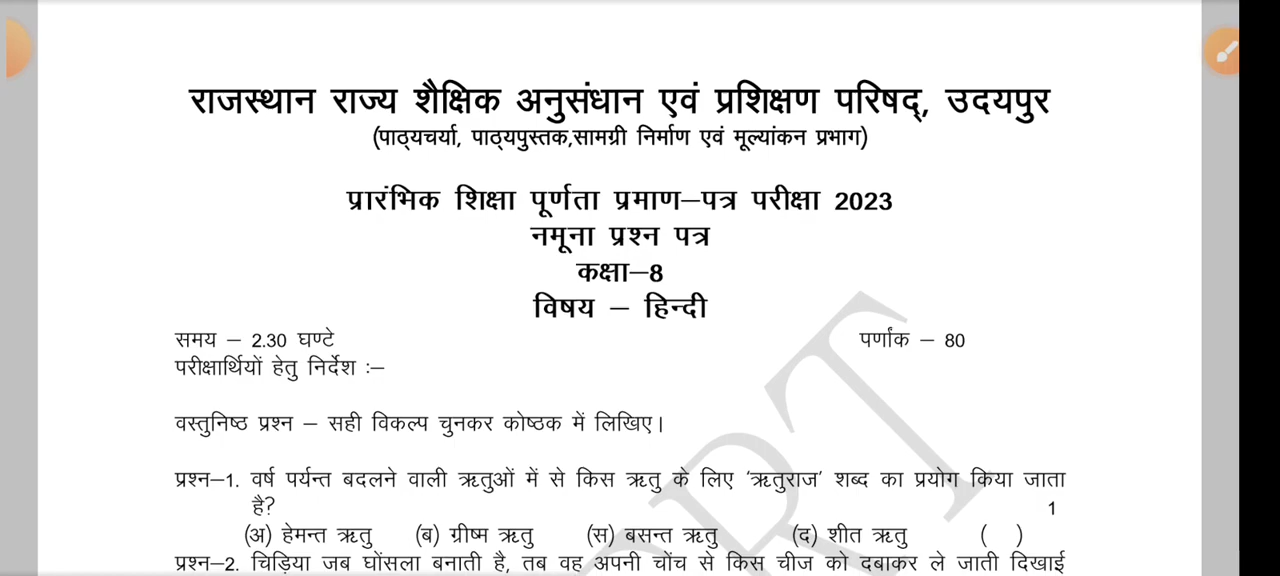 राजस्थान राज्य शैक्षिक अनुसंधान एवं प्रशिक्षण परिषद्, उदयपुर
(पाठ्यचर्या, पाठ्यपुस्तक,सामग्री निर्माण एवं मूल्यांकन प्रभाग)
प्रारंभिक शिक्षा पूर्णता प्रमाण–पत्र परीक्षा 2023
नमूना प्रश्न पत्र
कक्षा–8
विषय – हिन्दी
समय – 2.30 घण्टे पर्णांक – 80
परीक्षार्थियों हेतु निर्देश :–
वस्तुनिष्ठ प्रश्न – सही विकल्प चुनकर कोष्ठक में लिखिए।
प्रश्न–1. वर्ष पर्यन्त बदलने वाली ऋतुओं में से किस ऋतु के लिए 'ऋतुराज' शब्द का प्रयोग किया जाता
है? 1
(अ) हेमन्त ऋतु (ब) ग्रीष्म ऋतु (स) बसन्त ऋतु (द) शीत ऋतु ( )
प्रश्न–2. चिड़िया जब घोंसला बनाती है, तब वह अपनी चोंच से किस चीज को दबाकर ले जाती दिखाई
RT